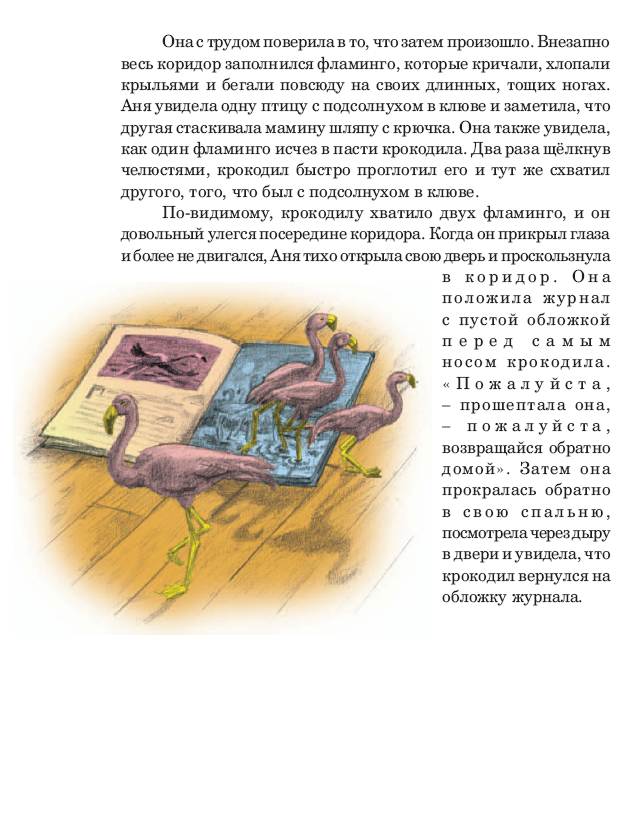 Она с трудом поверила в то, что затем произошло. Внезапно
весь коридор заполнился фламинго, которые кричали, хлопали
крыльями и бегали повсюду на своих длинных, тощих ногах.
Аня увидела одну птицу с подсолнухом в клюве и заметила, что
другая стаскивала мамину шляпу с крючка. Она также увидела,
как один фламинго исчез в пасти крокодила. Два раза щёлкнув
челюстями, крокодил быстро проглотил его и тут же схватил
другого, того, что был с подсолнухом в клюве.
По-видимому, крокодилу хватило двух фламинго, и он
довольный улегся посередине коридора. Когда он прикрыл глаза
и более не двигался, Аня тихо открыла свою дверь и проскользнула
в коридор. Она
положила журнал
с пустой обложкой
перед самым
носом крокодила.
«Пожалуйста,
– прошептала она,
– пожалуйста,
возвращайся обратно
домой». Затем она
прокралась обратно
в свою спальню,
посмотрела через дыру
в двери и увидела, что
крокодил вернулся на
обложку журнала.